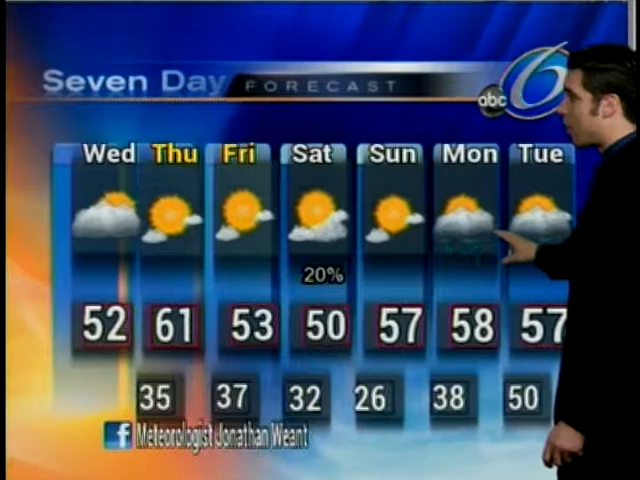 Seven Day FORECAST
abc 6
Wed Thu Fri Sat Sun Mon Tue
20%
52 61 53 50 57 58 57
35 37 32 26 38 50
f Meteorologist Jonathan Weant